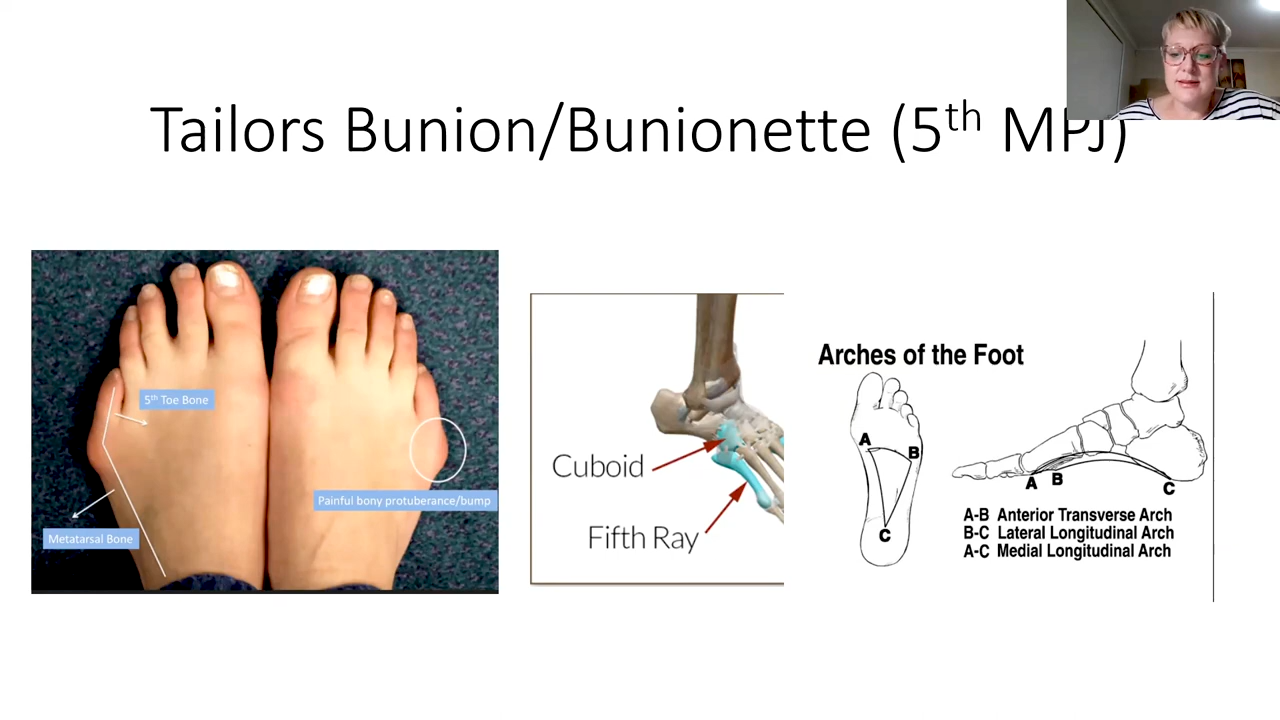 Tailors Bunion/Bunionette (5th MPJ)
5th Toe Bone
Painful bony protuberance/bump
Metatarsal Bone
Cuboid
Fifth Ray
Arches of the Foot
A
B
C
A
B
C
A-B Anterior Transverse Arch
B-C Lateral Longitudinal Arch
A-C Medial Longitudinal Arch